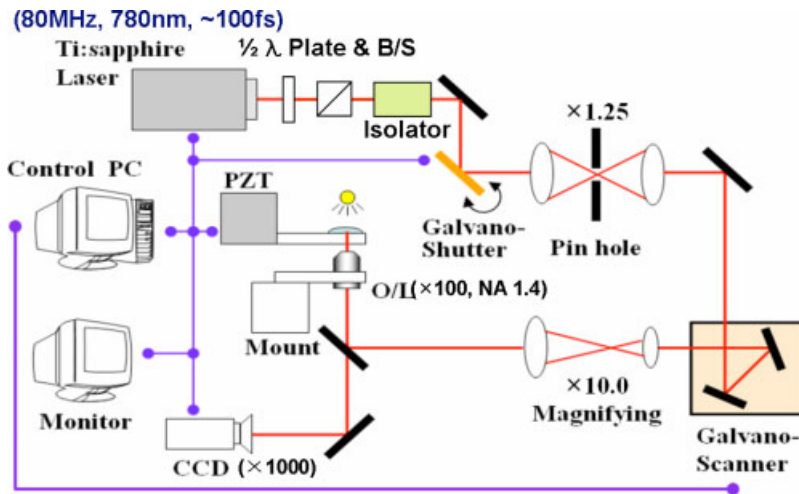 (80MHz, 780nm, ~100fs)
Ti:sapphire
Laser
½ λ Plate & B/S
Isolator
×1.25
Control PC
PZT
Galvano-
Shutter
Pin hole
O/L(×100, NA 1.4)
Mount
Monitor
×10.0
Magnifying
CCD (×1000)
Galvano-
Scanner